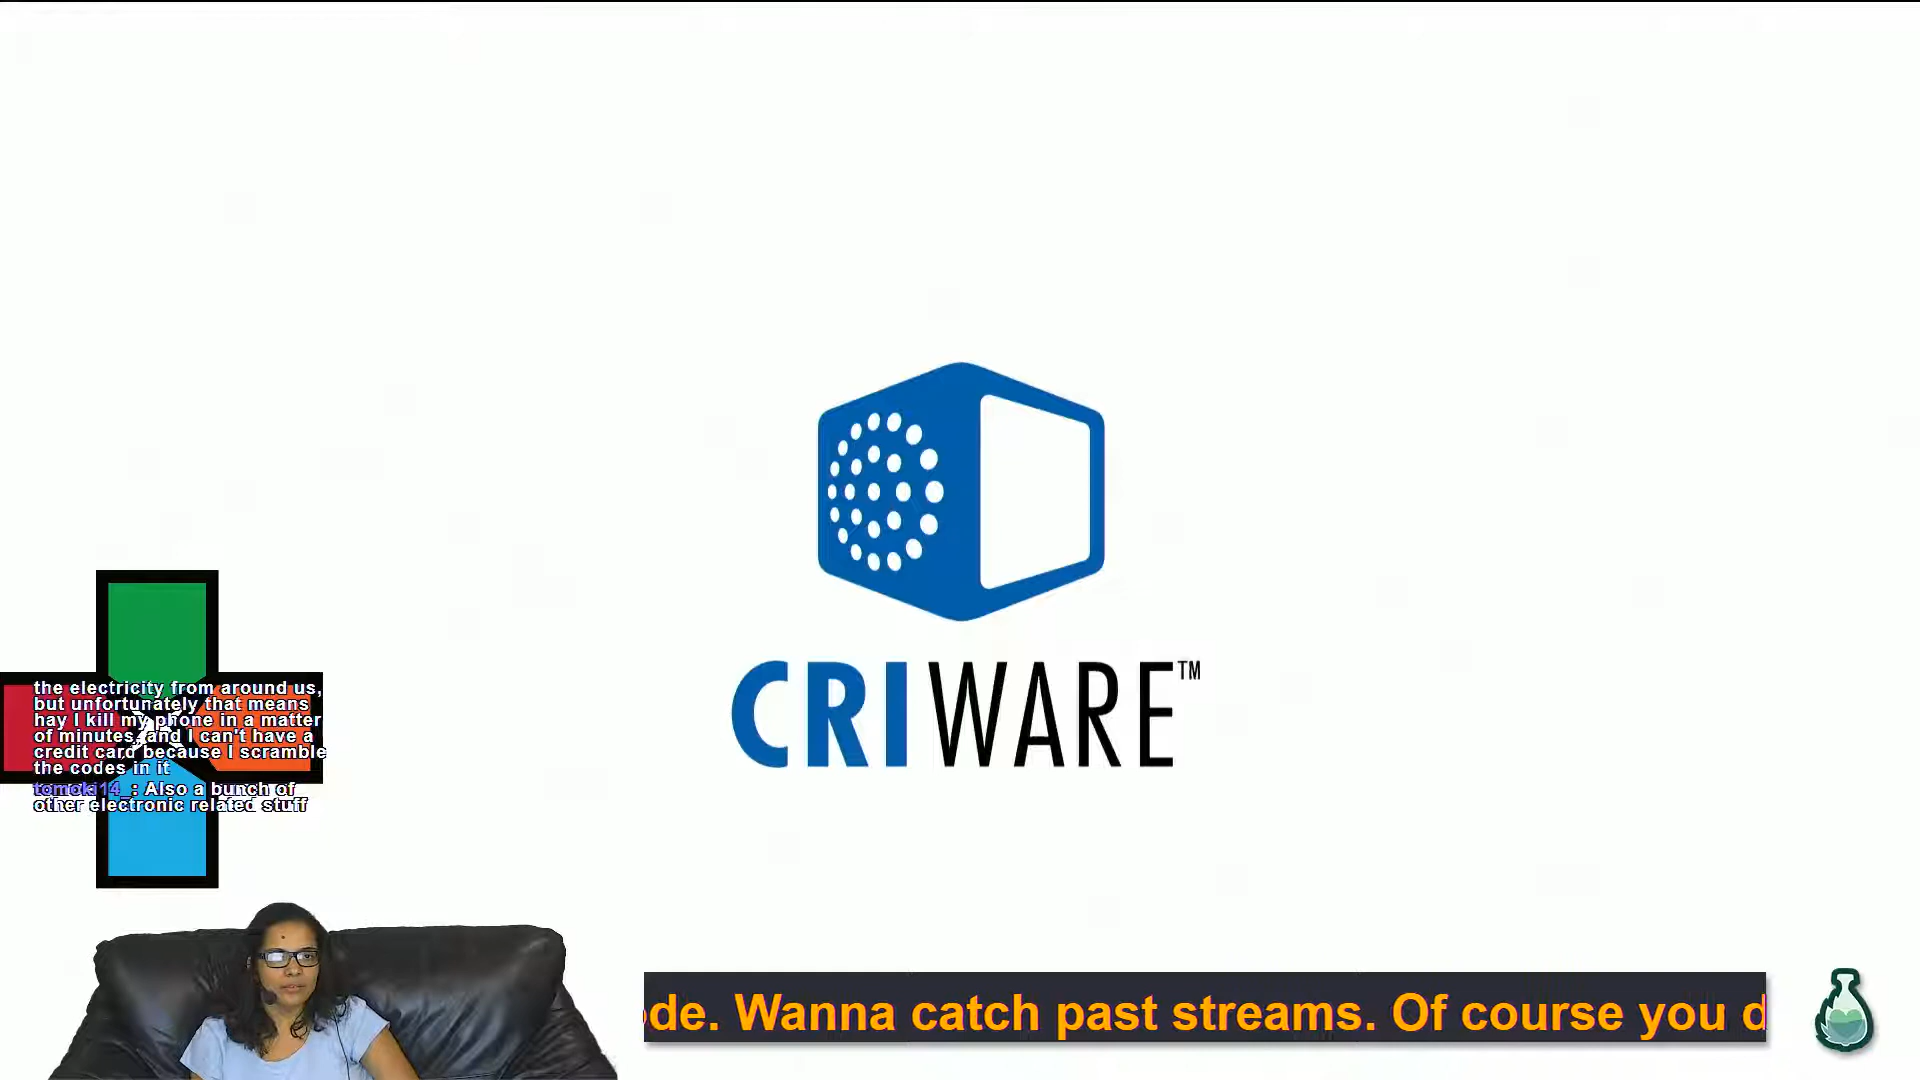 CRIWARE™
the electricity from around us,
but unfortunately that means
hay I kill my phone in a matter
of minutes, and I can't have a
credit card because I scramble
the codes in it
tomoki14_: Also a bunch of
other electronic related stuff
ode. Wanna catch past streams. Of course you d